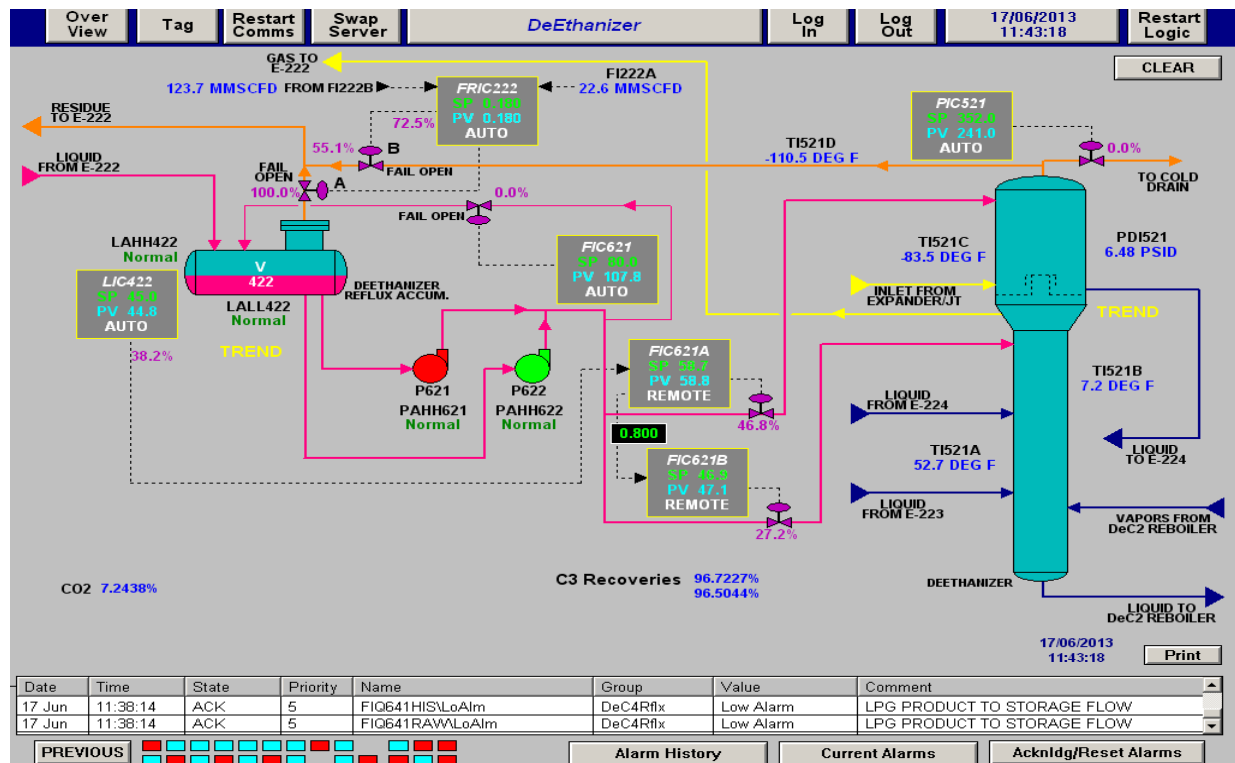 Over View
Tag
Restart Comms
Swap Server
DeEthanizer
Log In
Log Out
17/06/2013 11:43:18
Restart Logic
CLEAR
GAS TO
E-222
123.7 MMSCFD FROM FI222B
FRIC222
SP 0.180
PV 0.180
AUTO
FI222A
22.6 MMSCFD
72.5%
PIC521
SP 352.0
PV 241.0
AUTO
0.0%
TO COLD
DRAIN
RESIDUE
TO E-222
55.1% B
FAIL OPEN
TI521D
-110.5 DEG F
LIQUID
FROM E-222
FAIL
OPEN
100.0%
A
0.0%
FAIL OPEN
LAHH422
Normal
V
422
DEETHANIZER
REFLUX ACCUM.
LALL422
Normal
LIC422
SP 45.0
PV 44.8
AUTO
38.2%
TREND
FIC621
SP 80.0
PV 107.8
AUTO
TI521C
-83.5 DEG F
PDI521
6.48 PSID
INLET FROM
EXPANDER/JT
TREND
P621
PAHH621
Normal
P622
PAHH622
Normal
FIC621A
SP 58.7
PV 58.8
REMOTE
46.8%
0.800
FIC621B
PV 47.1
REMOTE
27.2%
TI521B
7.2 DEG F
LIQUID
FROM E-224
LIQUID
TO E-224
TI521A
52.7 DEG F
LIQUID
FROM E-223
VAPORS FROM
DeC2 REBOILER
DEETHANIZER
LIQUID TO
DeC2 REBOILER
CO2 7.2438%
C3 Recoveries 96.7227%
96.5044%
17/06/2013
11:43:18
Print
Date Time State Priority Name Group Value Comment
17 Jun 11:38:14 ACK 5 FIQ641HIS\LoAlm DeC4Rflx Low Alarm LPG PRODUCT TO STORAGE FLOW
17 Jun 11:38:14 ACK 5 FIQ641RAW\LoAlm DeC4Rflx Low Alarm LPG PRODUCT TO STORAGE FLOW
PREVIOUS
Alarm History
Current Alarms
Acknldg/Reset Alarms